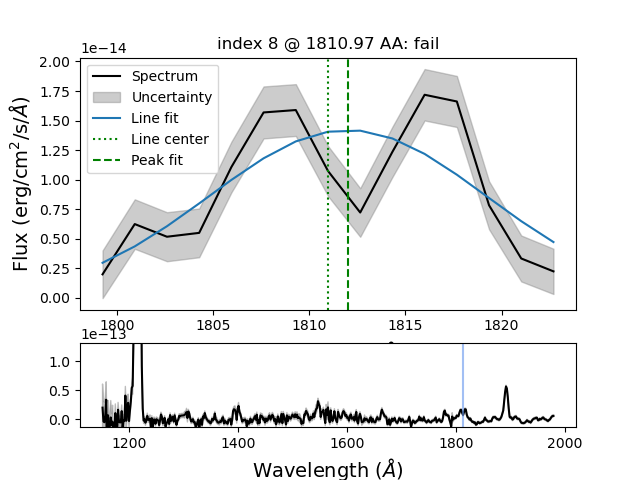 index 8 @ 1810.97 AA: fail
1e−14
2.00
1.75
1.50
1.25
1.00
0.75
0.50
0.25
0.00
Flux (erg/cm²/s/Å)
Spectrum
Uncertainty
Line fit
Line center
Peak fit
1800 1805 1810 1815 1820
1e−13
1.0
0.5
0.0
1200 1400 1600 1800 2000
Wavelength (Å)